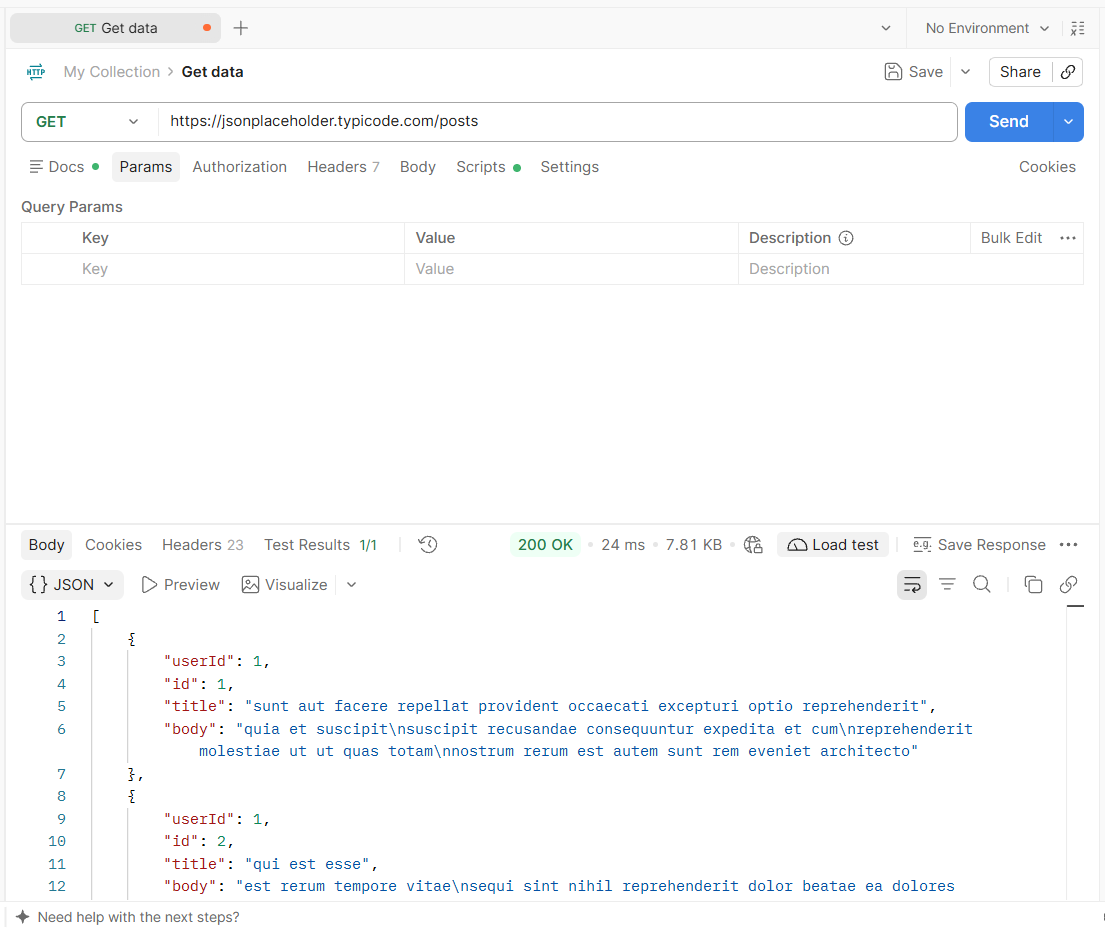 GET Get data
No Environment
HTTP My Collection > Get data Save Share
GET https://jsonplaceholder.typicode.com/posts Send
Docs Params Authorization Headers 7 Body Scripts Settings Cookies
Query Params
Key Value Description Bulk Edit
Key Value Description
Body Cookies Headers 23 Test Results 1/1 200 OK 24 ms 7.81 KB Load test e.g. Save Response
{} JSON Preview Visualize
1 [
2 {
3 "userId": 1,
4 "id": 1,
5 "title": "sunt aut facere repellat provident occaecati excepturi optio reprehenderit",
6 "body": "quia et suscipit\nsuscipit recusandae consequuntur expedita et cum\nreprehenderit
molestiae ut ut quas totam\nnostrum rerum est autem sunt rem eveniet architecto"
7 },
8 {
9 "userId": 1,
10 "id": 2,
11 "title": "qui est esse",
12 "body": "est rerum tempore vitae\nsequi sint nihil reprehenderit dolor beatae ea dolores
Need help with the next steps?